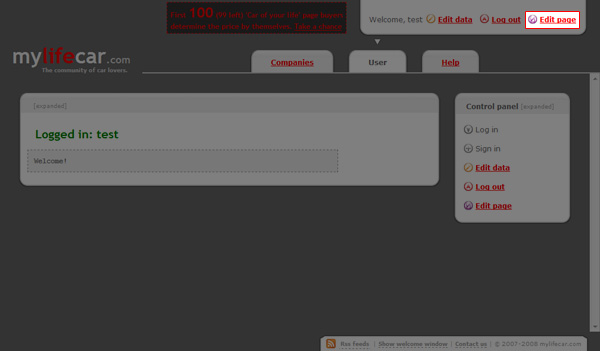 First 100 (97 left) 'Car of your life' page buyers
determine the price by themselves. Take a chance
Welcome, test Edit data Log out Edit page
mylifecar.com
The community of car lovers.
Companies User Help
[expanded]
Logged in: test
Welcome!
Control panel [expanded]
Log in
Sign in
Edit data
Log out
Edit page
Rss feeds | Show welcome window | Contact us | © 2007-2008 mylifecar.com